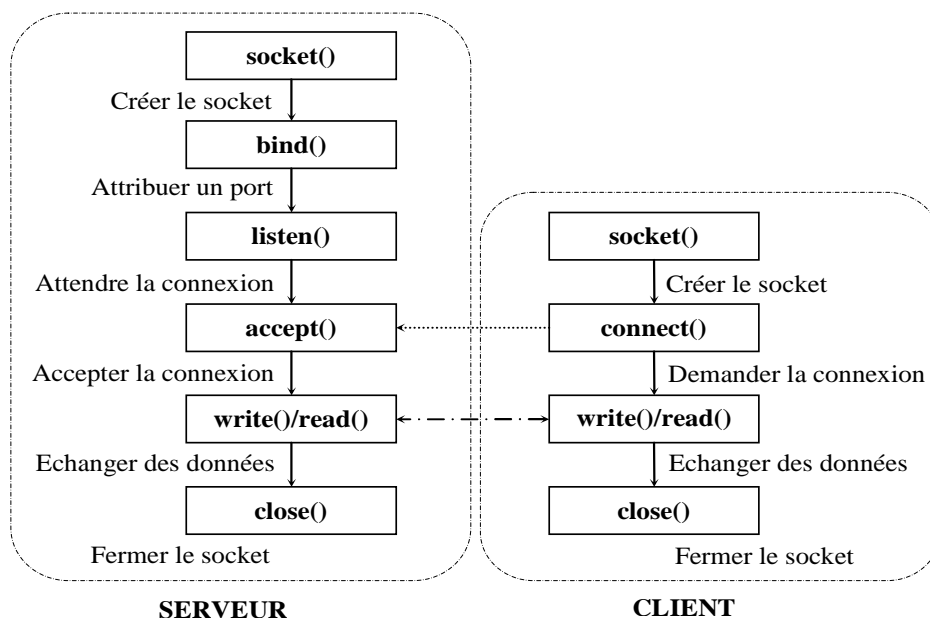 socket()
Créer le socket
bind()
Attribuer un port
listen()
Attendre la connexion
accept()
Accepter la connexion
write()/read()
Echanger des données
close()
Fermer le socket
SERVEUR
socket()
Créer le socket
connect()
Demander la connexion
write()/read()
Echanger des données
close()
Fermer le socket
CLIENT